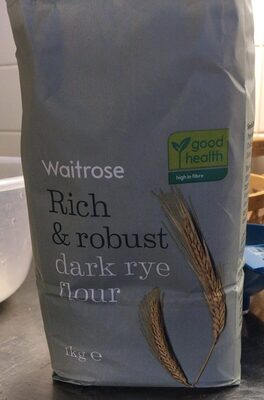 good
health
high in fibre
Waitrose
Rich
& robust
dark rye
flour
1kg e